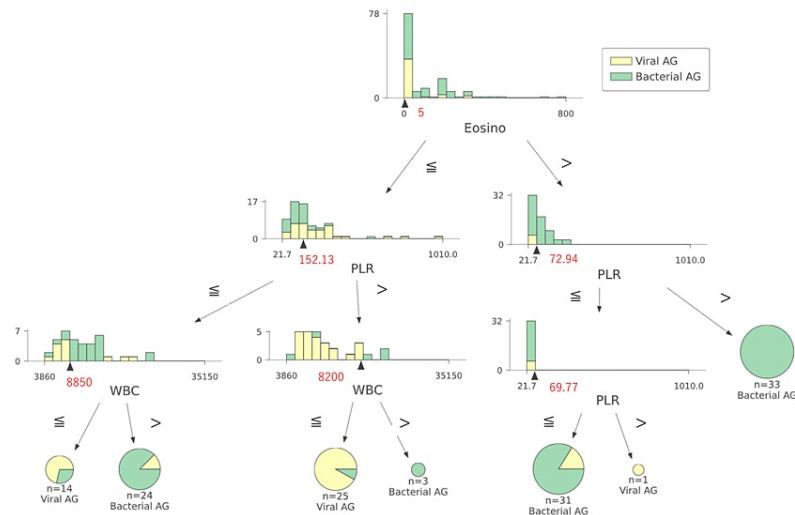 78
0
0
5
800
Eosino
Viral AG
Bacterial AG
≦
>
17
0
21.7
152.13
1010.0
PLR
32
0
21.7
72.94
1010.0
PLR
≦
>
≦
>
7
0
3860
8850
35150
WBC
5
0
3860
8200
35150
WBC
32
0
21.7
69.77
1010.0
PLR
n=33
Bacterial AG
≦
>
≦
>
≦
>
n=14
Viral AG
n=24
Bacterial AG
n=25
Viral AG
n=3
Bacterial AG
n=31
Bacterial AG
n=1
Viral AG